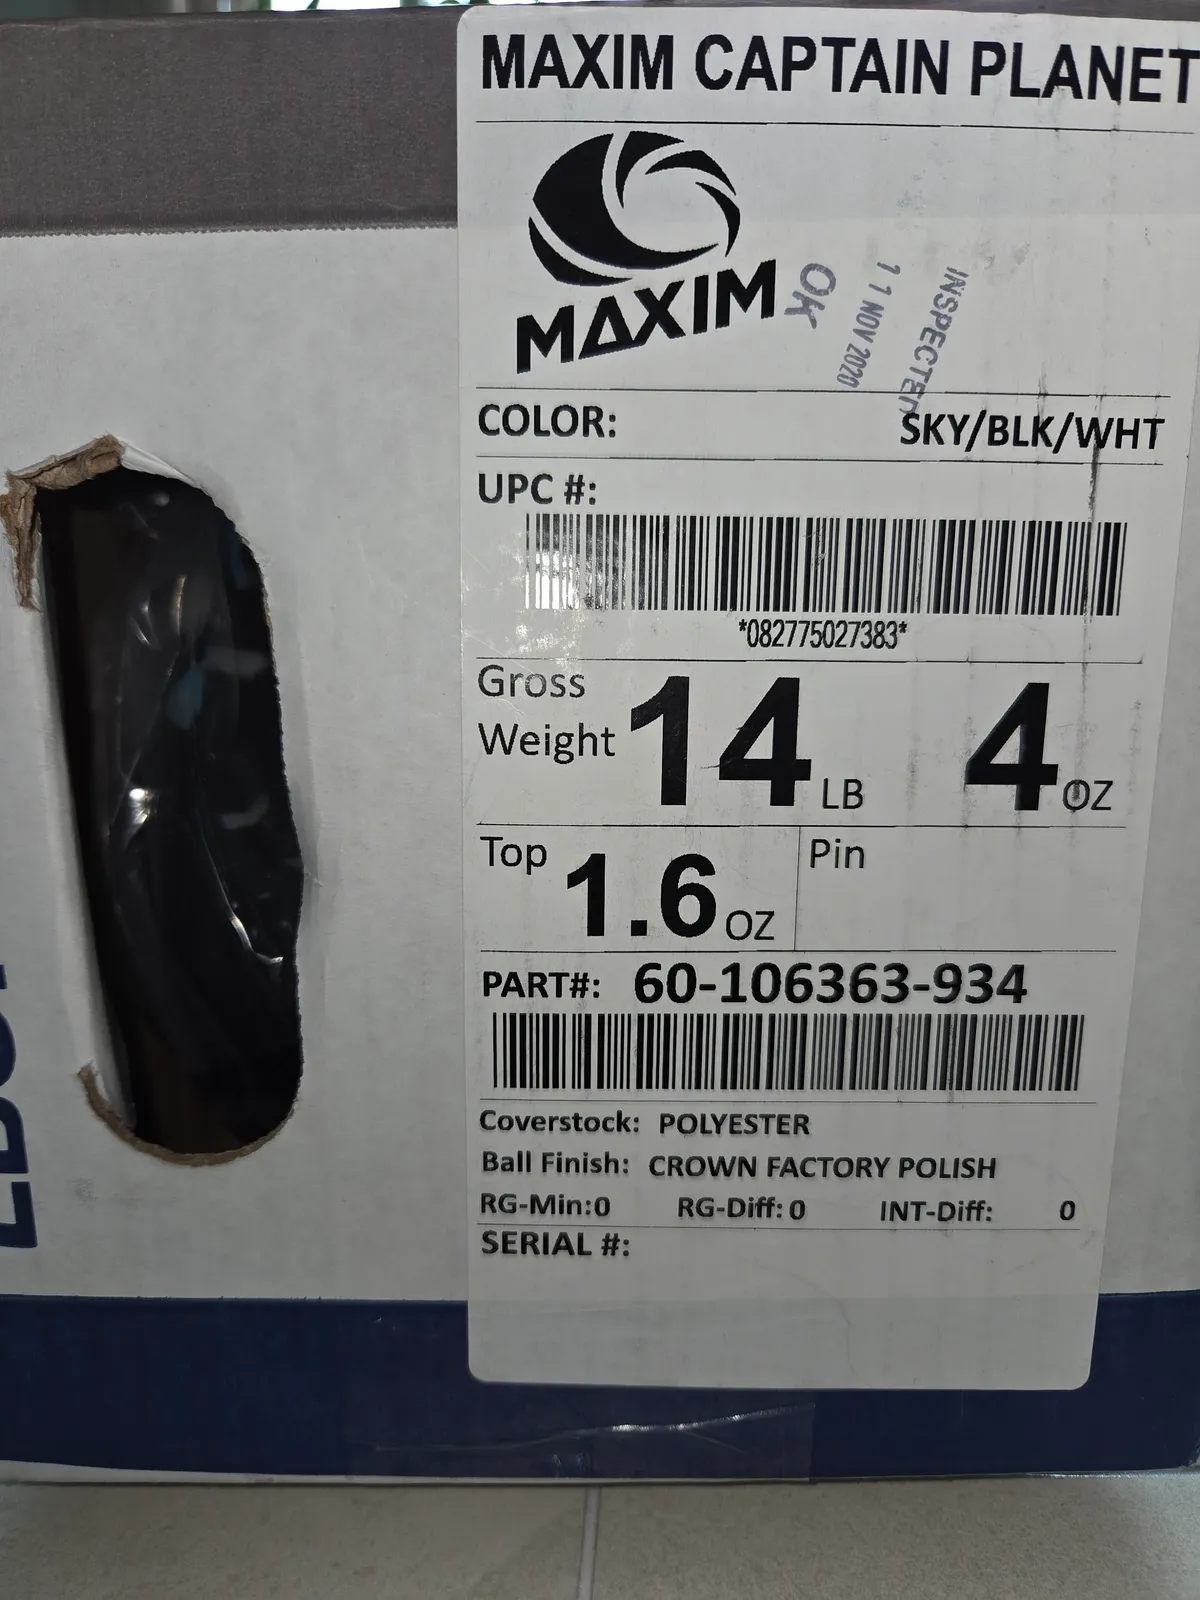 MAXIM CAPTAIN PLANET
MAXIM
OK
11 NOV 2020
INSPECTED
COLOR: SKY/BLK/WHT
UPC #:
*082775027383*
Gross Weight 14 LB 4 OZ
Top 1.6 OZ Pin
PART#: 60-106363-934
Coverstock: POLYESTER
Ball Finish: CROWN FACTORY POLISH
RG-Min:0 RG-Diff: 0 INT-Diff: 0
SERIAL #: